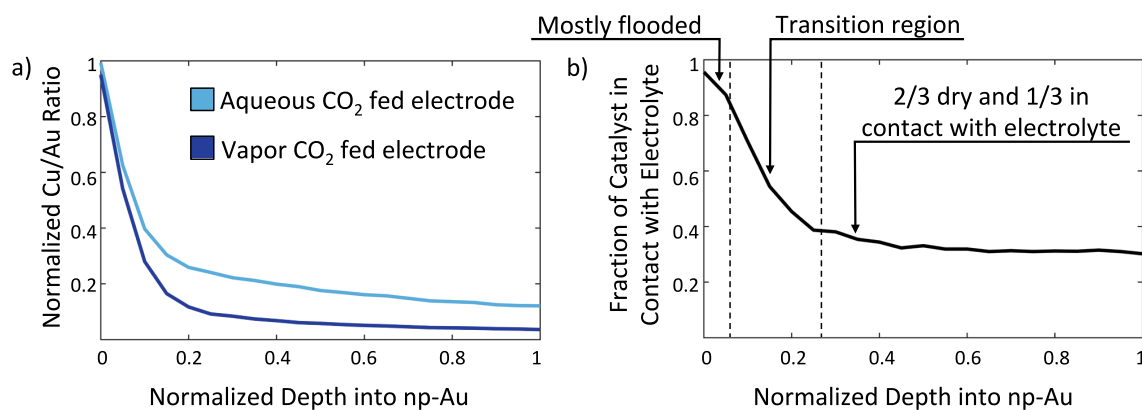 Mostly flooded
Transition region
a)
1
0.8
0.6
0.4
0.2
0
0.2
0.4
0.6
0.8
1
Normalized Cu/Au Ratio
Normalized Depth into np-Au
Aqueous CO₂ fed electrode
Vapor CO₂ fed electrode
b)
1
0.8
0.6
0.4
0.2
0
0.2
0.4
0.6
0.8
1
Fraction of Catalyst in
Contact with Electrolyte
Normalized Depth into np-Au
2/3 dry and 1/3 in
contact with electrolyte